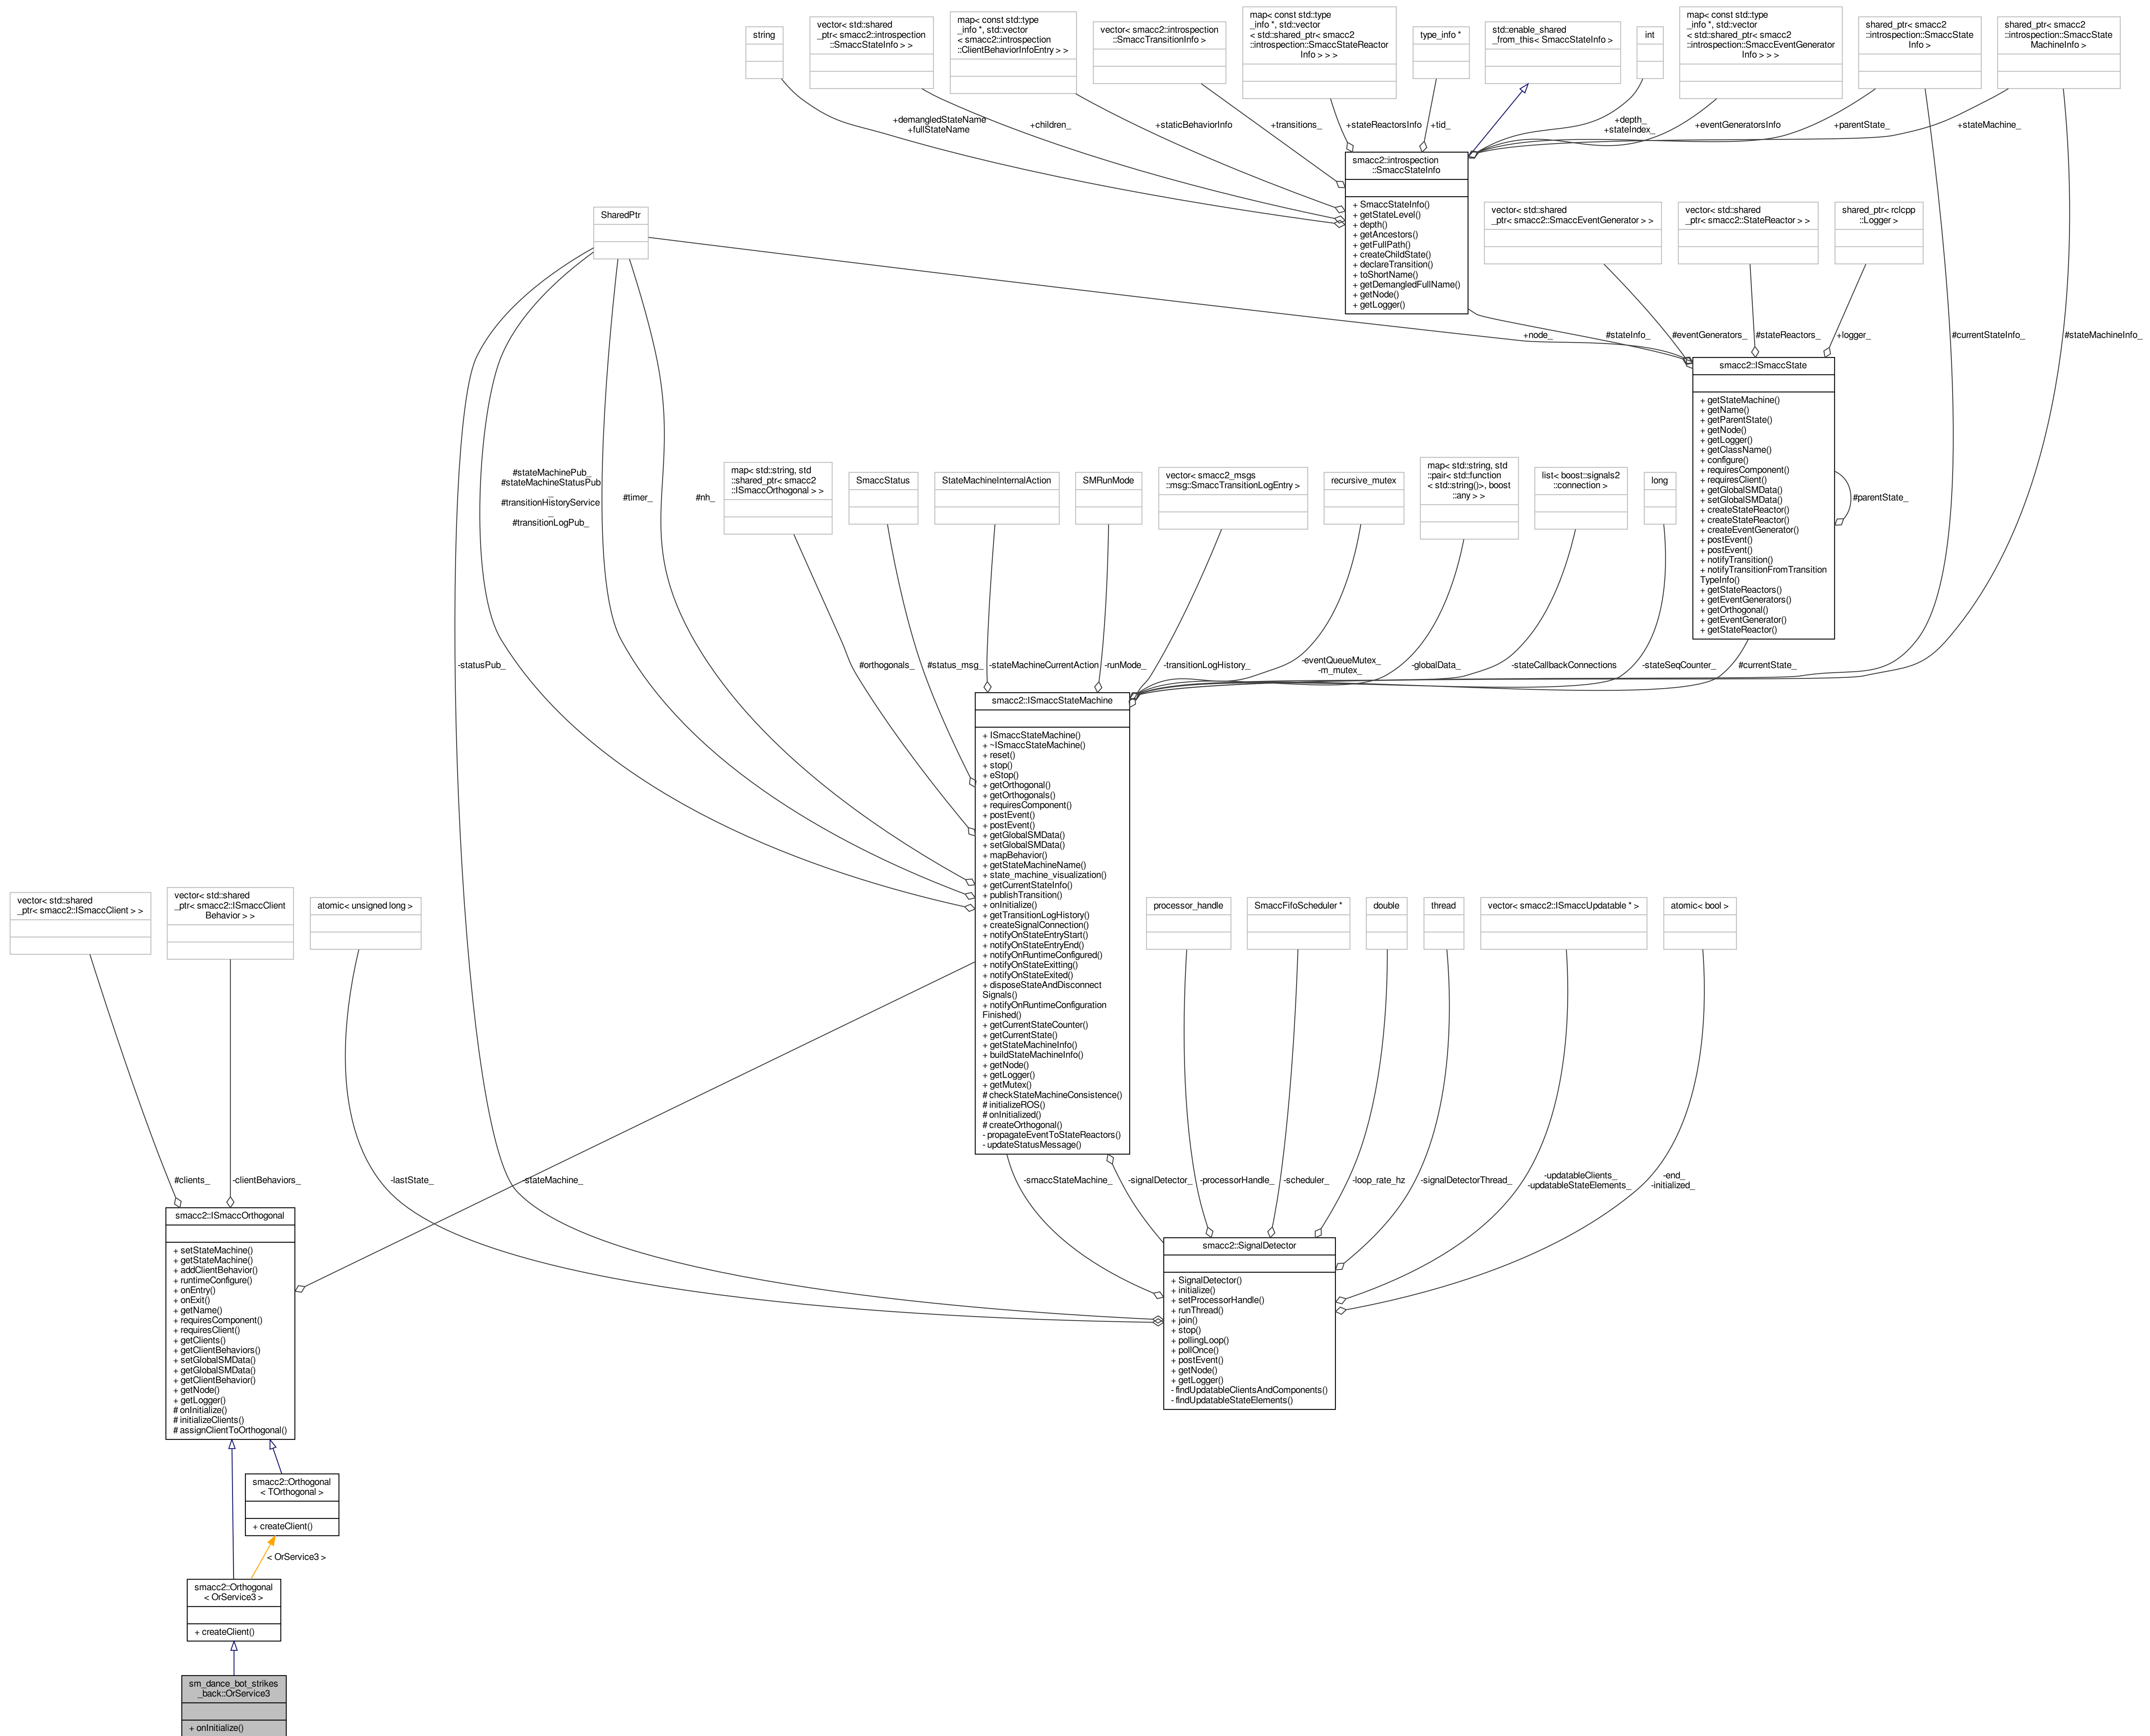 string
vector< std::shared
_ptr< smacc2::introspection
::SmaccStateInfo > >
map< const std::type
_info *, std::vector
< smacc2::introspection
::ClientBehaviorInfoEntry > >
vector< smacc2::introspection
::SmaccTransitionInfo >
map< const std::type
_info *, std::vector
< std::shared_ptr< smacc2
::introspection::SmaccStateReactor
Info > > >
type_info *
std::enable_shared
_from_this< SmaccStateInfo >
int
map< const std::type
_info *, std::vector
< std::shared_ptr< smacc2
::introspection::SmaccEventGenerator
Info > > >
shared_ptr< smacc2
::introspection::SmaccState
Info >
shared_ptr< smacc2
::introspection::SmaccState
MachineInfo >
+demangledStateName
+fullStateName
+children_
+staticBehaviorInfo
+transitions_
+stateReactorsInfo
+tid_
+depth_
+stateIndex_
+eventGeneratorsInfo
+parentState_
+stateMachine_
smacc2::introspection
::SmaccStateInfo
+ SmaccStateInfo()
+ getStateLevel()
+ depth()
+ getAncestors()
+ getFullPath()
+ createChildState()
+ declareTransition()
+ toShortName()
+ getDemangledFullName()
+ getNode()
+ getLogger()
SharedPtr
vector< std::shared
_ptr< smacc2::SmaccEventGenerator > >
vector< std::shared
_ptr< smacc2::StateReactor > >
shared_ptr< rclcpp
::Logger >
+node_
#stateInfo_
#eventGenerators_
#stateReactors_
+logger_
#currentStateInfo_
#stateMachineInfo_
smacc2::ISmaccState
+ getStateMachine()
+ getName()
+ getParentState()
+ getNode()
+ getLogger()
+ getClassName()
+ configure()
+ requiresComponent()
+ requiresClient()
+ getGlobalSMData()
+ setGlobalSMData()
+ createStateReactor()
+ createStateReactor()
+ createEventGenerator()
+ postEvent()
+ postEvent()
+ notifyTransition()
+ notifyTransitionFromTransition
TypeInfo()
+ getStateReactors()
+ getEventGenerators()
+ getOrthogonal()
+ getEventGenerator()
+ getStateReactor()
#parentState_
#stateMachinePub_
#stateMachineStatusPub
_
#transitionHistoryService
_
#transitionLogPub_
#timer_
#nh_
map< std::string, std
::shared_ptr< smacc2
::ISmaccOrthogonal > >
SmaccStatus
StateMachineInternalAction
SMRunMode
vector< smacc2_msgs
::msg::SmaccTransitionLogEntry >
recursive_mutex
map< std::string, std
::pair< std::function
< std::string()>, boost
::any > >
list< boost::signals2
::connection >
long
-statusPub_
#orthogonals_
#status_msg_
-stateMachineCurrentAction
-runMode_
-transitionLogHistory_
-eventQueueMutex_
-m_mutex_
-globalData_
-stateCallbackConnections
-stateSeqCounter_
#currentState_
smacc2::ISmaccStateMachine
+ ISmaccStateMachine()
+ ~ISmaccStateMachine()
+ reset()
+ stop()
+ eStop()
+ getOrthogonal()
+ getOrthogonals()
+ requiresComponent()
+ postEvent()
+ postEvent()
+ getGlobalSMData()
+ setGlobalSMData()
+ mapBehavior()
+ getStateMachineName()
+ state_machine_visualization()
+ getCurrentStateInfo()
+ publishTransition()
+ onInitialize()
+ getTransitionLogHistory()
+ createSignalConnection()
+ notifyOnStateEntryStart()
+ notifyOnStateEntryEnd()
+ notifyOnRuntimeConfigured()
+ notifyOnStateExitting()
+ notifyOnStateExited()
+ disposeStateAndDisconnect
Signals()
+ notifyOnRuntimeConfiguration
Finished()
+ getCurrentStateCounter()
+ getCurrentState()
+ getStateMachineInfo()
+ buildStateMachineInfo()
+ getNode()
+ getLogger()
+ getMutex()
# checkStateMachineConsistence()
# initializeROS()
# onInitialized()
# createOrthogonal()
- propagateEventToStateReactors()
- updateStatusMessage()
vector< std::shared
_ptr< smacc2::ISmaccClient > >
vector< std::shared
_ptr< smacc2::ISmaccClient
Behavior > >
atomic< unsigned long >
processor_handle
SmaccFifoScheduler *
double
thread
vector< smacc2::ISmaccUpdatable * >
atomic< bool >
#clients_
-clientBehaviors_
-lastState_
-stateMachine_
-smaccStateMachine_
-signalDetector_
-processorHandle_
-scheduler_
-loop_rate_hz
-signalDetectorThread_
-updatableClients_
-updatableStateElements_
-end_
-initialized_
smacc2::ISmaccOrthogonal
+ setStateMachine()
+ getStateMachine()
+ addClientBehavior()
+ runtimeConfigure()
+ onEntry()
+ onExit()
+ getName()
+ requiresComponent()
+ requiresClient()
+ getClients()
+ getClientBehaviors()
+ setGlobalSMData()
+ getGlobalSMData()
+ getClientBehavior()
+ getNode()
+ getLogger()
# onInitialize()
# initializeClients()
# assignClientToOrthogonal()
smacc2::SignalDetector
+ SignalDetector()
+ initialize()
+ setProcessorHandle()
+ runThread()
+ join()
+ stop()
+ pollingLoop()
+ pollOnce()
+ postEvent()
+ getNode()
+ getLogger()
- findUpdatableClientsAndComponents()
- findUpdatableStateElements()
smacc2::Orthogonal
< TOrthogonal >
+ createClient()
< OrService3 >
smacc2::Orthogonal
< OrService3 >
+ createClient()
sm_dance_bot_strikes
_back::OrService3
+ onInitialize()